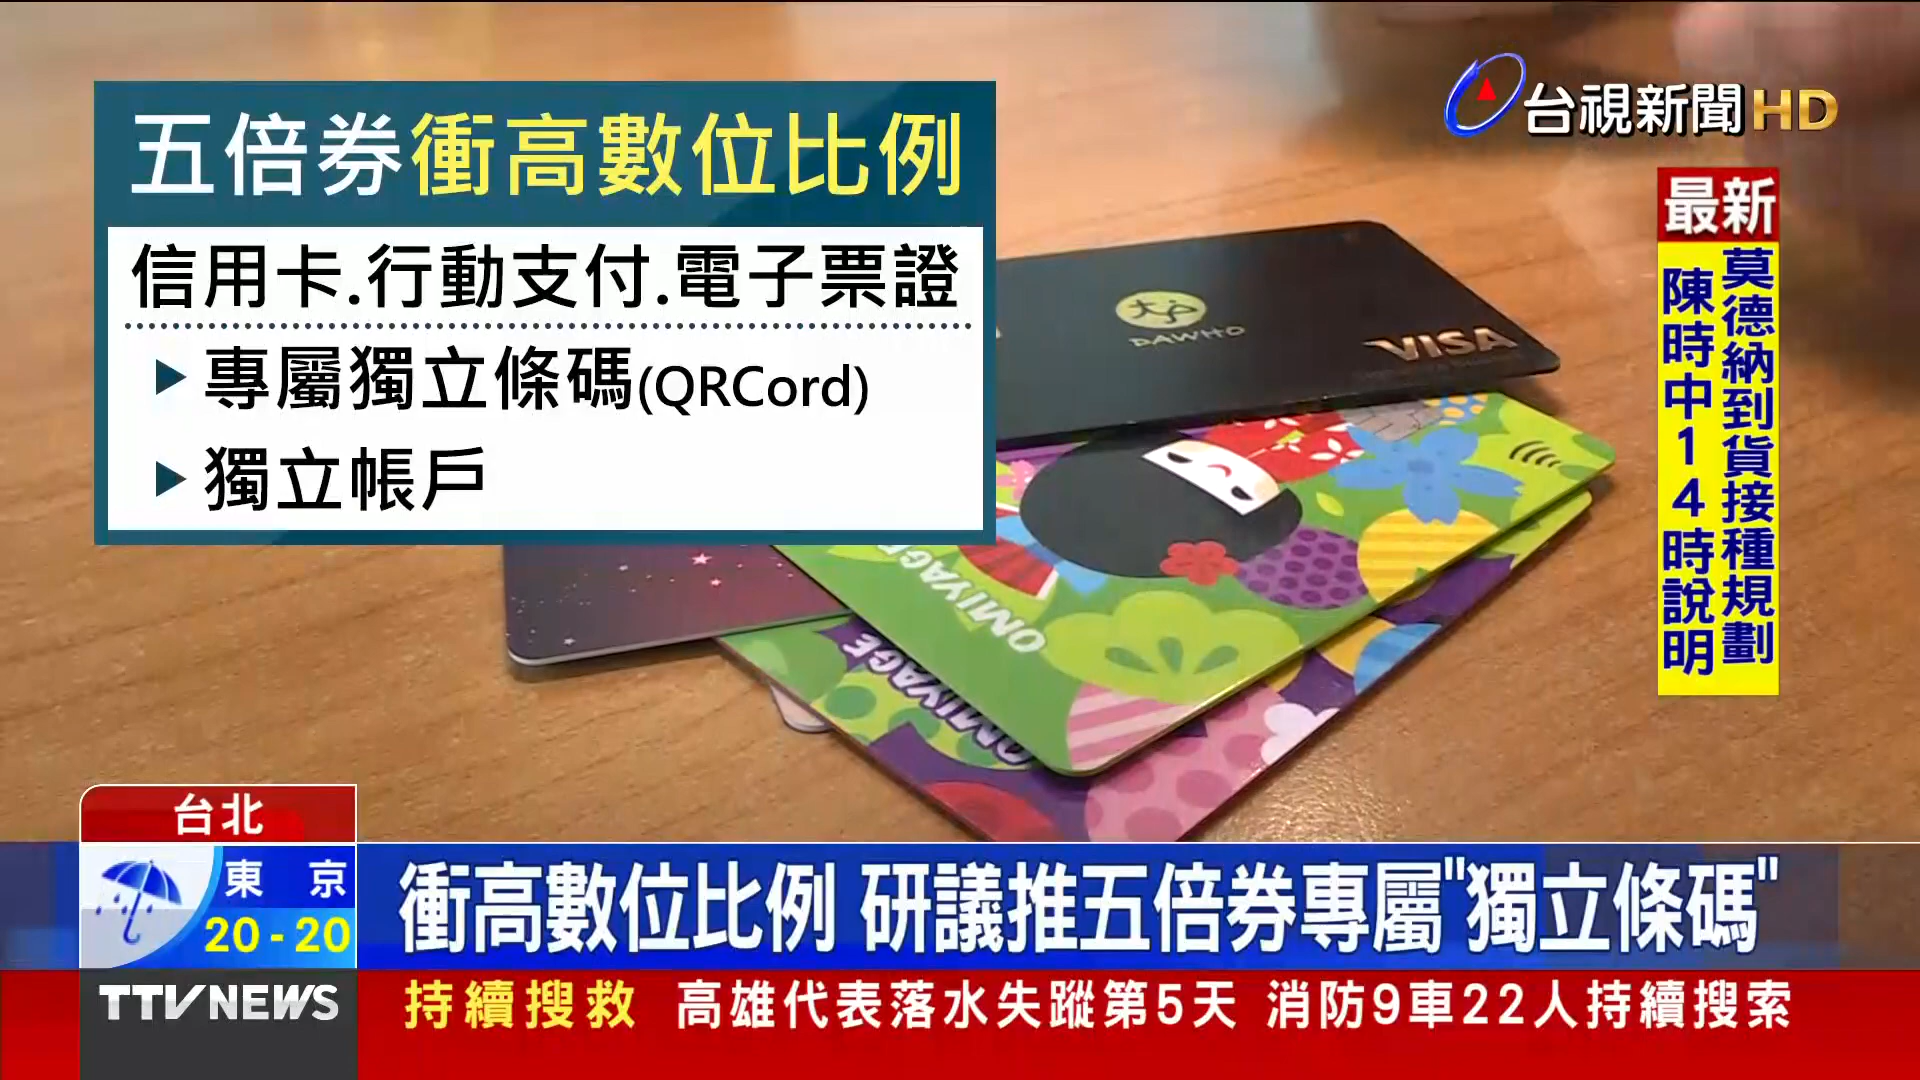 五倍券衝高數位比例
信用卡.行動支付.電子票證
專屬獨立條碼(QRCord)
獨立帳戶
台視新聞HD
最新
莫德納到貨接種規劃
陳時中14時說明
DAWHO
VISA
OMIYAGE
OMIYAGE
台北
東京
20-20
衝高數位比例 研議推五倍券專屬"獨立條碼"
TTV NEWS
持續搜救 高雄代表落水失蹤第5天 消防9車22人持續搜索